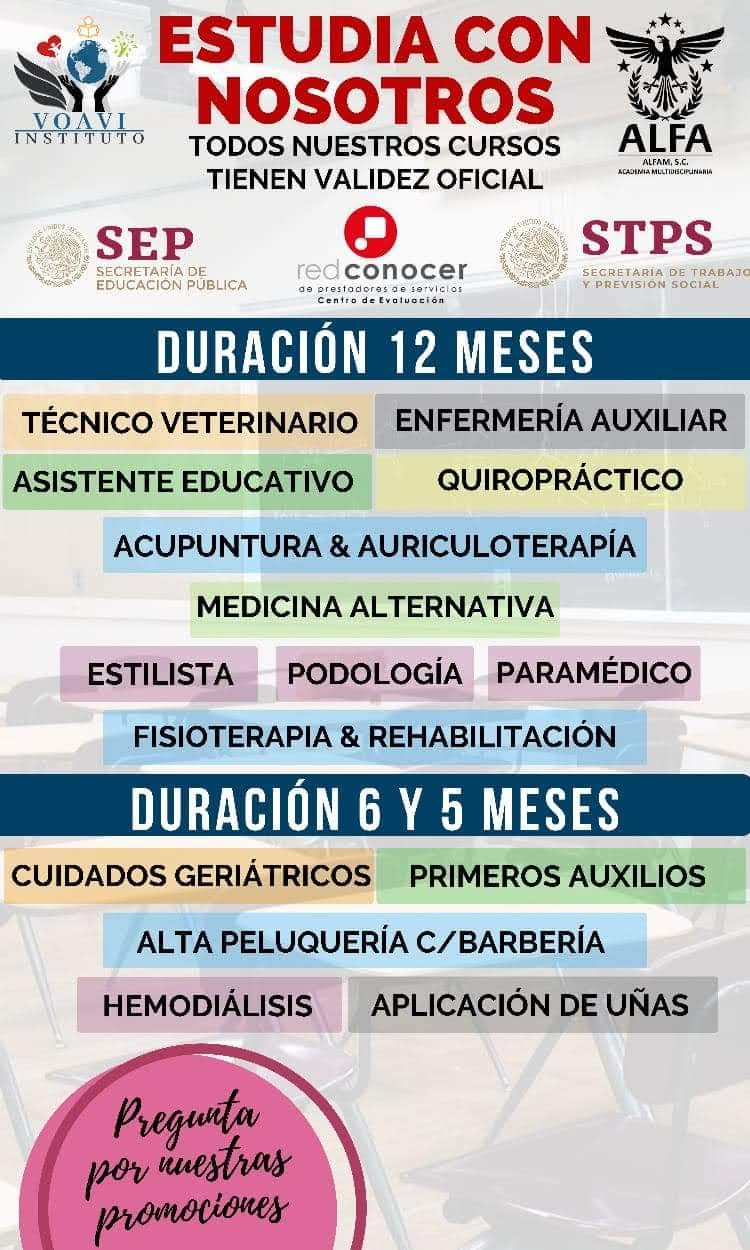 VOAVI
INSTITUTO
ESTUDIA CON
NOSOTROS
TODOS NUESTROS CURSOS
TIENEN VALIDEZ OFICIAL
ALFA
ALFAM, S.C.
ACADEMIA MULTIDISCIPLINARIA
SEP
SECRETARÍA DE
EDUCACIÓN PÚBLICA
red conocer
de prestadores de servicios
Centro de Evaluación
STPS
SECRETARIA DE TRABAJO
Y PREVISIÓN SOCIAL
DURACIÓN 12 MESES
TÉCNICO VETERINARIO
ENFERMERÍA AUXILIAR
ASISTENTE EDUCATIVO
QUIROPRÁCTICO
ACUPUNTURA & AURICULOTERAPÍA
MEDICINA ALTERNATIVA
ESTILISTA
PODOLOGÍA
PARAMÉDICO
FISIOTERAPIA & REHABILITACIÓN
DURACIÓN 6 Y 5 MESES
CUIDADOS GERIÁTRICOS
PRIMEROS AUXILIOS
ALTA PELUQUERÍA C/BARBERÍA
HEMODIÁLISIS
APLICACIÓN DE UÑAS
Pregunta
por nuestras
promociones